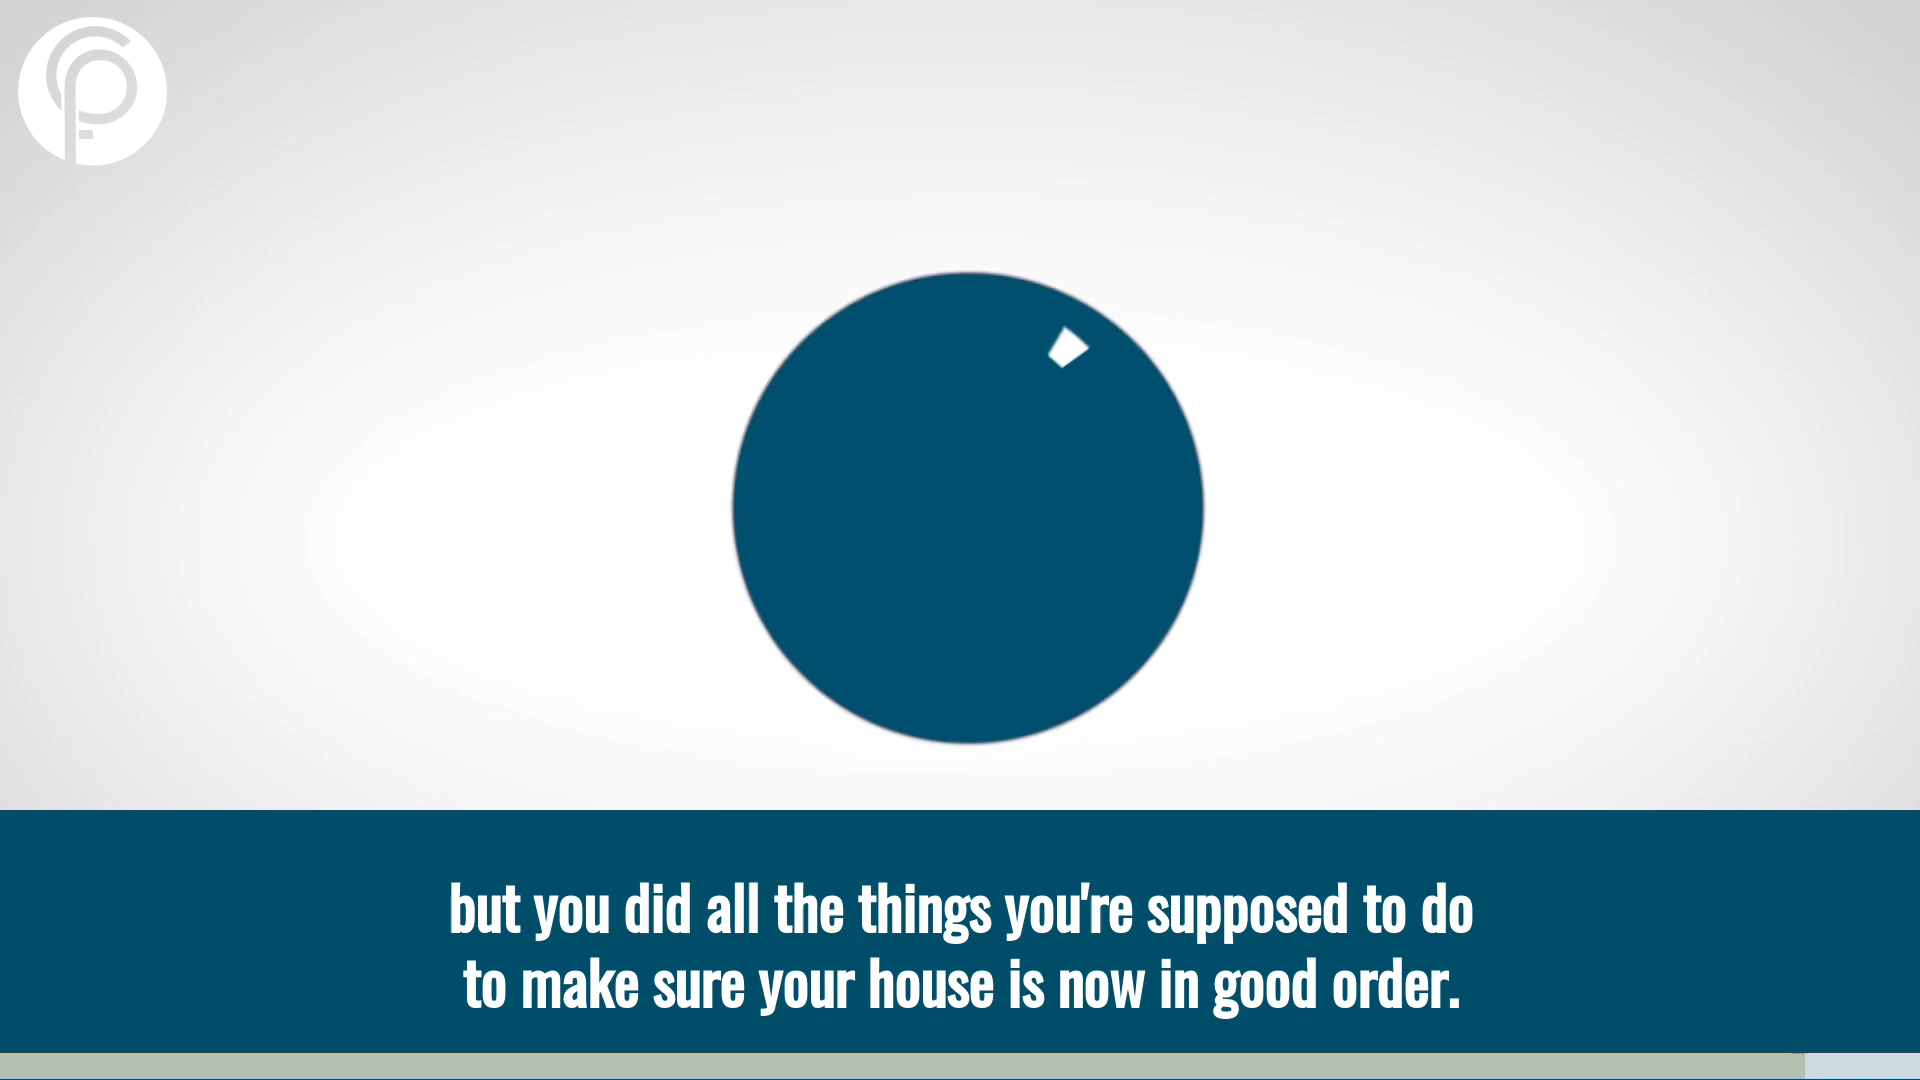 but you did all the things you're supposed to do
to make sure your house is now in good order.